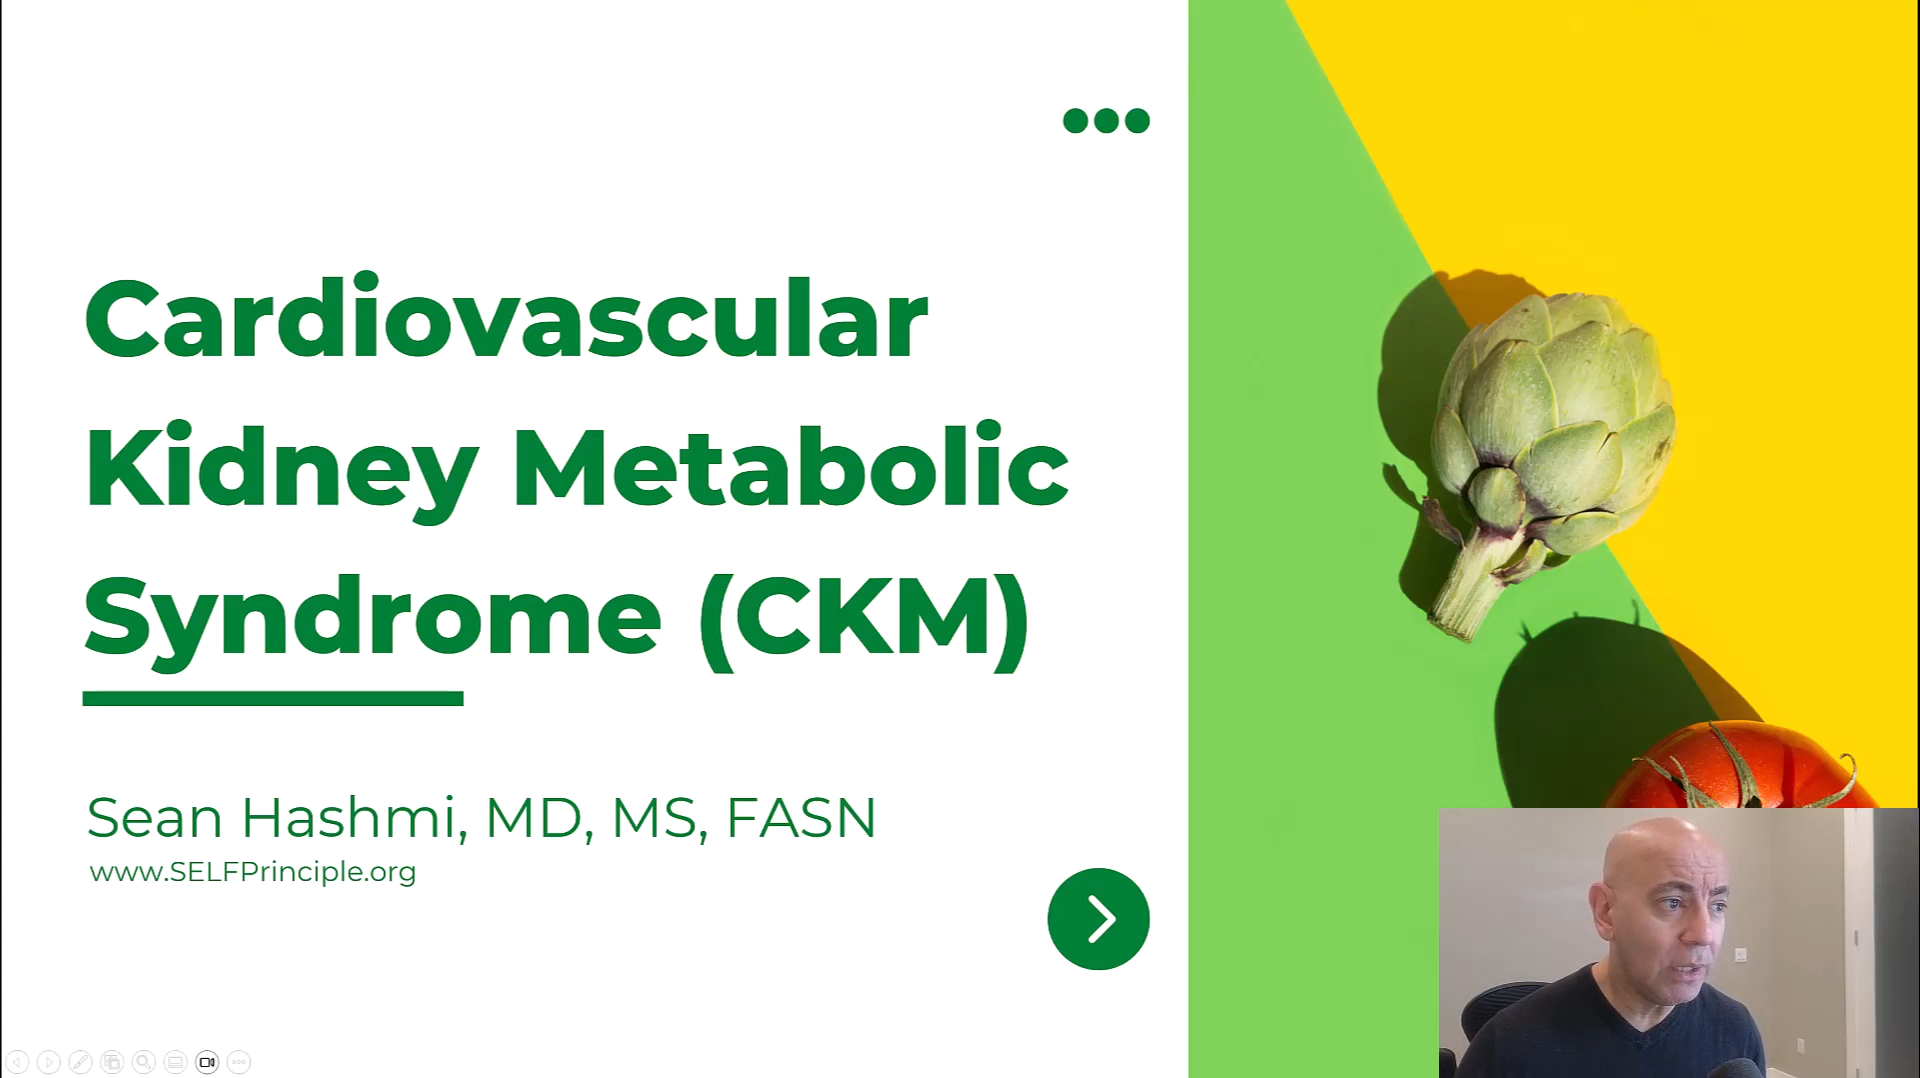 Cardiovascular
Kidney Metabolic
Syndrome (CKM)
Sean Hashmi, MD, MS, FASN
www.SELFPrinciple.org